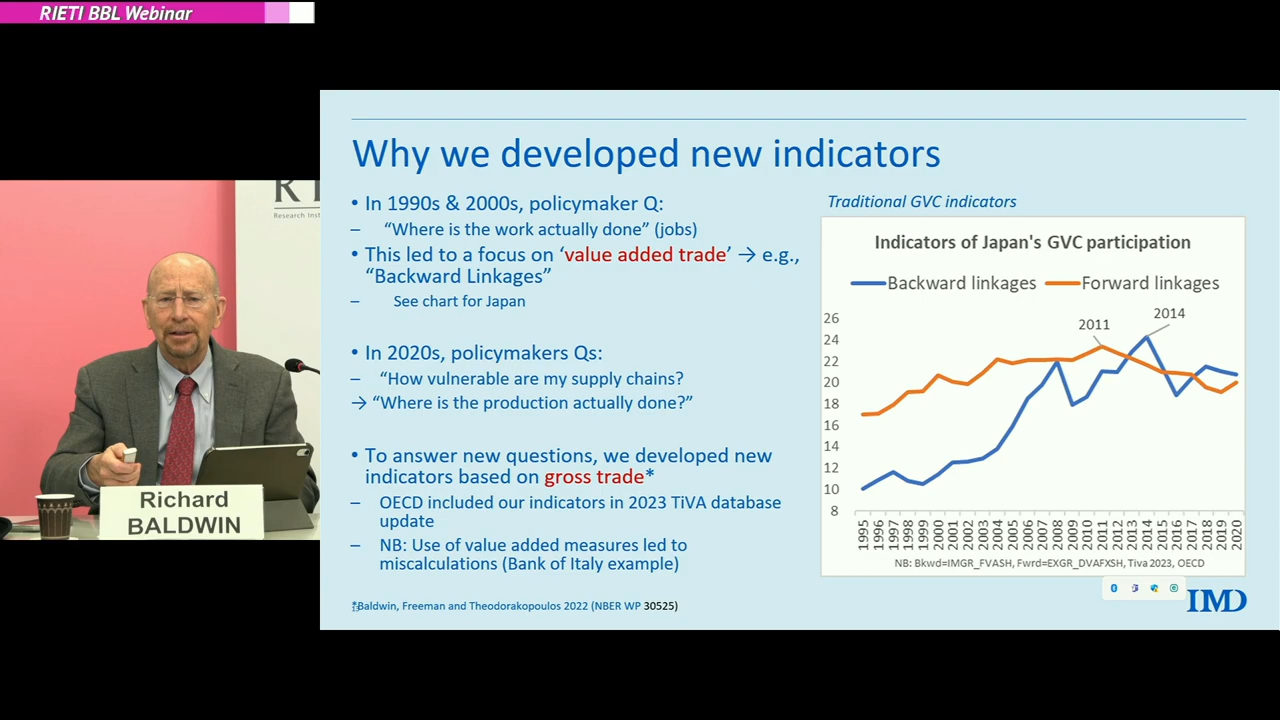 RIETI BBL Webinar
Research Inst
Richard
BALDWIN
Why we developed new indicators
• In 1990s & 2000s, policymaker Q:
– “Where is the work actually done” (jobs)
• This led to a focus on ‘value added trade’ → e.g.,
“Backward Linkages”
– See chart for Japan
• In 2020s, policymakers Qs:
– “How vulnerable are my supply chains?
→ “Where is the production actually done?”
• To answer new questions, we developed new
indicators based on gross trade*
– OECD included our indicators in 2023 TiVA database
update
– NB: Use of value added measures led to
miscalculations (Bank of Italy example)
*Baldwin, Freeman and Theodorakopoulos 2022 (NBER WP 30525)
Traditional GVC indicators
Indicators of Japan's GVC participation
Backward linkages Forward linkages
2011
2014
26
24
22
20
18
16
14
12
10
8
1995 1996 1997 1998 1999 2000 2001 2002 2003 2004 2005 2006 2007 2008 2009 2010 2011 2012 2013 2014 2015 2016 2017 2018 2019 2020
NB: Bkwd=IMGR_FVASH, Fwrd=EXGR_DVAFXSH, Tiva 2023, OECD
IMD